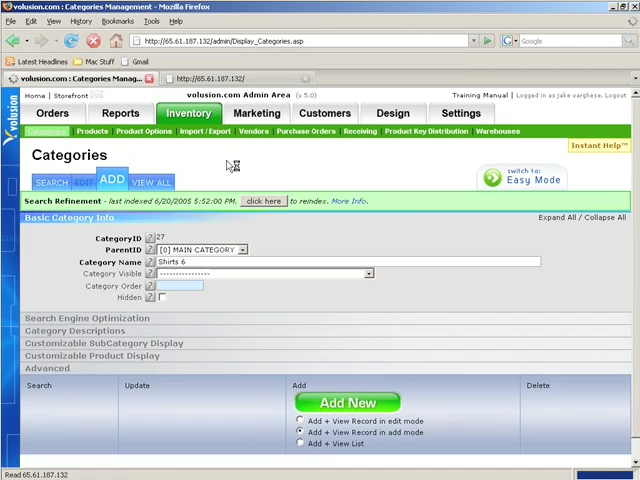 volusion.com : Categories Management - Mozilla Firefox
File Edit View History Bookmarks Tools Help
http://65.61.187.132/admin/Display_Categories.asp
Google
Latest Headlines Mac Stuff Gmail
volusion.com : Categories Manag... http://65.61.187.132/
Home | Storefront volusion.com Admin Area (v 5.0) Training Manual | Logged in as jake varghese. Logout
volusion
Orders Reports Inventory Marketing Customers Design Settings
Categories Products Product Options Import / Export Vendors Purchase Orders Receiving Product Key Distribution Warehouses
Instant Help™
Categories
switch to:
Easy Mode
SEARCH EDIT ADD VIEW ALL
Search Refinement - last indexed 6/20/2005 5:52:00 PM. click here to reindex. More Info.
Basic Category Info Expand All / Collapse All
CategoryID ? 27
ParentID ? [0] MAIN CATEGORY
Category Name ? Shirts 6
Category Visible ? ----------------
Category Order ?
Hidden ?
Search Engine Optimization
Category Descriptions
Customizable SubCategory Display
Customizable Product Display
Advanced
Search Update Add Delete
Add New
Add + View Record in edit mode
Add + View Record in add mode
Add + View List
Read 65.61.187.132